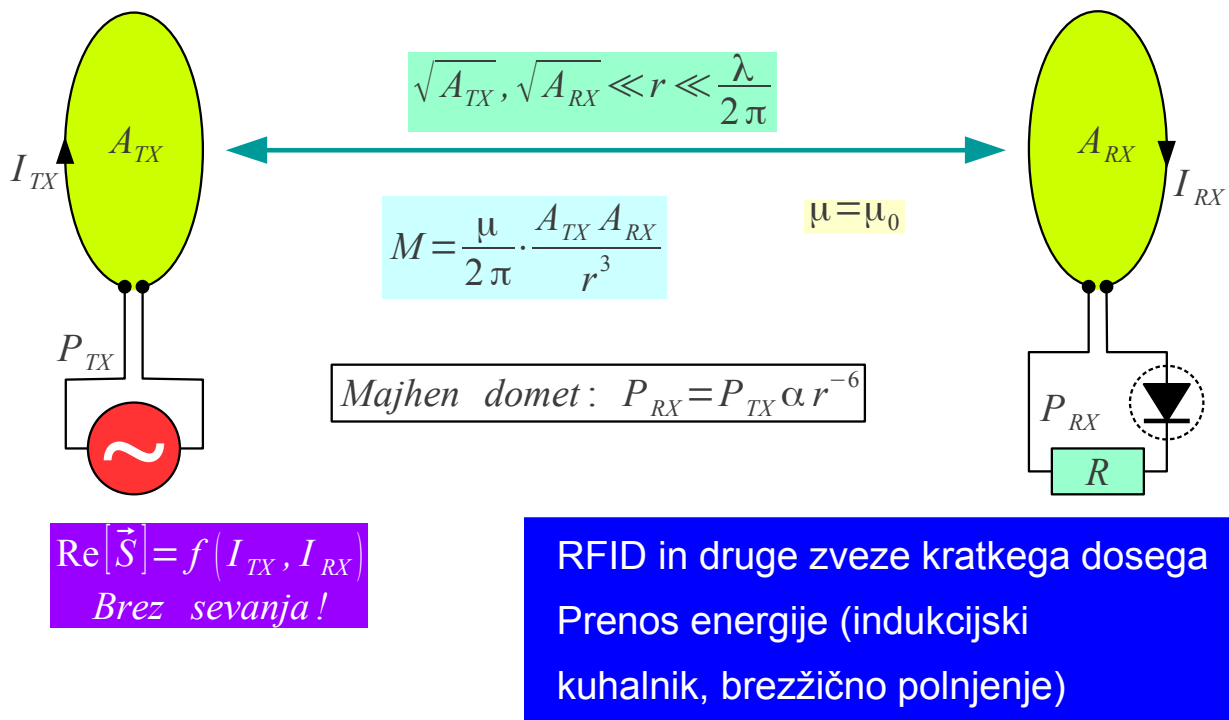 √A_TX, √A_RX ≪ r ≪ λ/2π
A_TX
A_RX
I_TX
I_RX
μ=μ₀
M = μ/2π · A_TX A_RX / r³
P_TX
Majhen domet: P_RX = P_TX α r⁻⁶
P_RX
~
R
Re[S⃗]=f(I_TX, I_RX)
Brez sevanja!
RFID in druge zveze kratkega dosega
Prenos energije (indukcijski
kuhalnik, brezžično polnjenje)